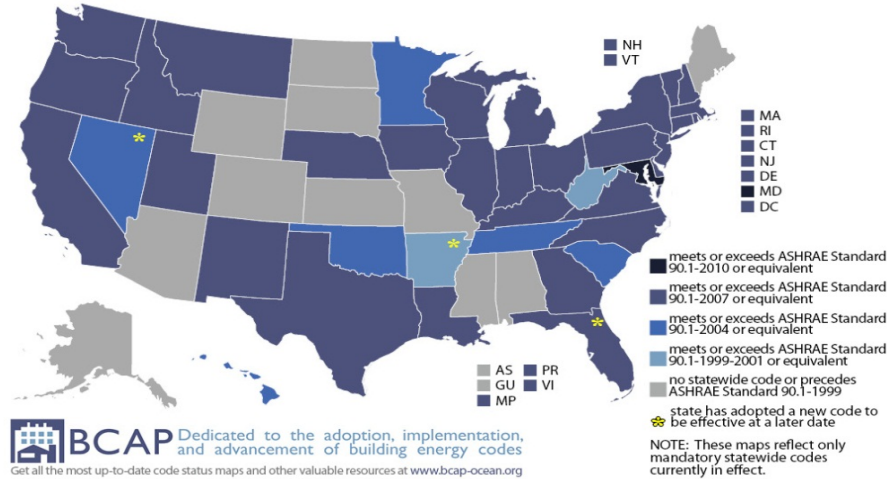 NH
VT
MA
RI
CT
NJ
DE
MD
DC
meets or exceeds ASHRAE Standard
90.1-2010 or equivalent
meets or exceeds ASHRAE Standard
90.1-2007 or equivalent
meets or exceeds ASHRAE Standard
90.1-2004 or equivalent
meets or exceeds ASHRAE Standard
90.1-1999-2001 or equivalent
no statewide code or precedes
ASHRAE Standard 90.1-1999
state has adopted a new code to
be effective at a later date
NOTE: These maps reflect only
mandatory statewide codes
currently in effect.
AS PR
GU VI
MP
BCAP Dedicated to the adoption, implementation,
and advancement of building energy codes
Get all the most up-to-date code status maps and other valuable resources at www.bcap-ocean.org